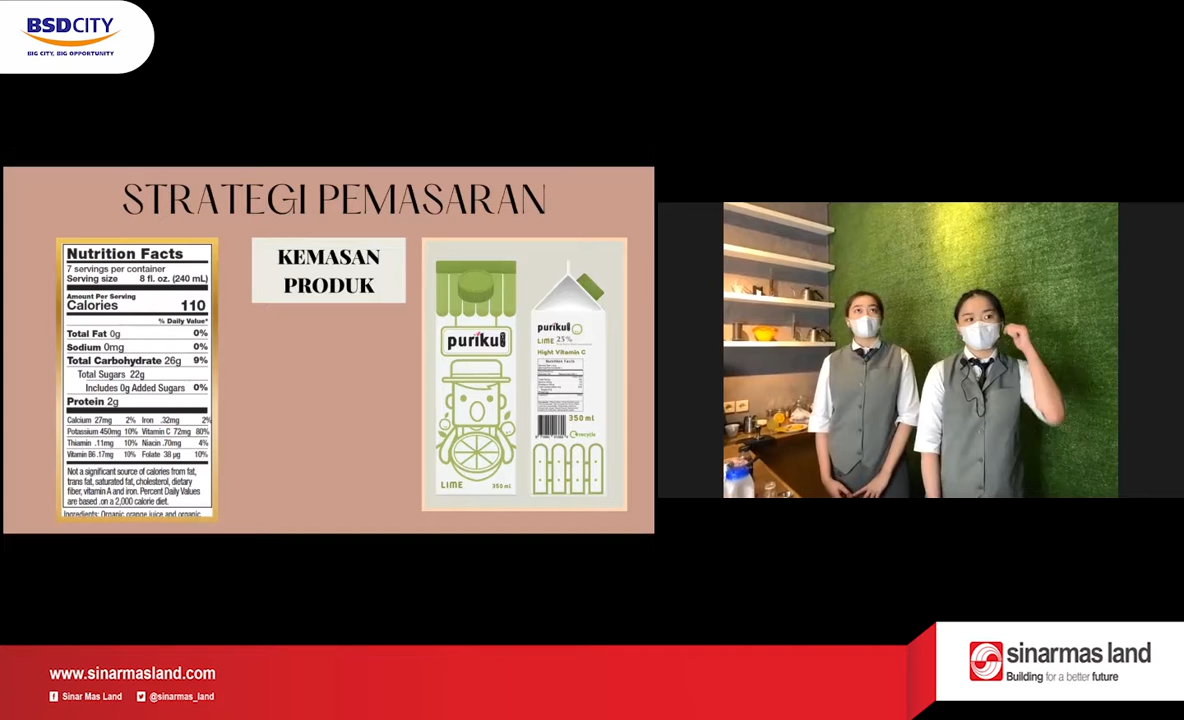 BSDCITY
BIG CITY, BIG OPPORTUNITY
STRATEGI PEMASARAN
Nutrition Facts
7 servings per container
Serving size 8 fl. oz. (240 mL)
Amount Per Serving
Calories 110
% Daily Value*
Total Fat 0g 0%
Sodium 0mg 0%
Total Carbohydrate 26g 9%
Total Sugars 22g
Includes 0g Added Sugars 0%
Protein 2g
Calcium 27mg 2% Iron .32mg 2%
Potassium 450mg 10% Vitamin C 72mg 80%
Thiamin .11mg 10% Niacin .70mg 4%
Vitamin B6 .17mg 10% Folate 38 µg 10%
Not a significant source of calories from fat,
trans fat, saturated fat, cholesterol, dietary
fiber, vitamin A and iron. Percent Daily Values
are based .on a 2,000 calorie diet.
Ingredients: Organic orange juice and organic
KEMASAN
PRODUK
puriku
LIME
350 ml
puriku
LIME 25%
Hight Vitamin C
Nutrition Facts
350 ml
recycle
www.sinarmasland.com
Sinar Mas Land @sinarmas_land
sinarmas land
Building for a better future